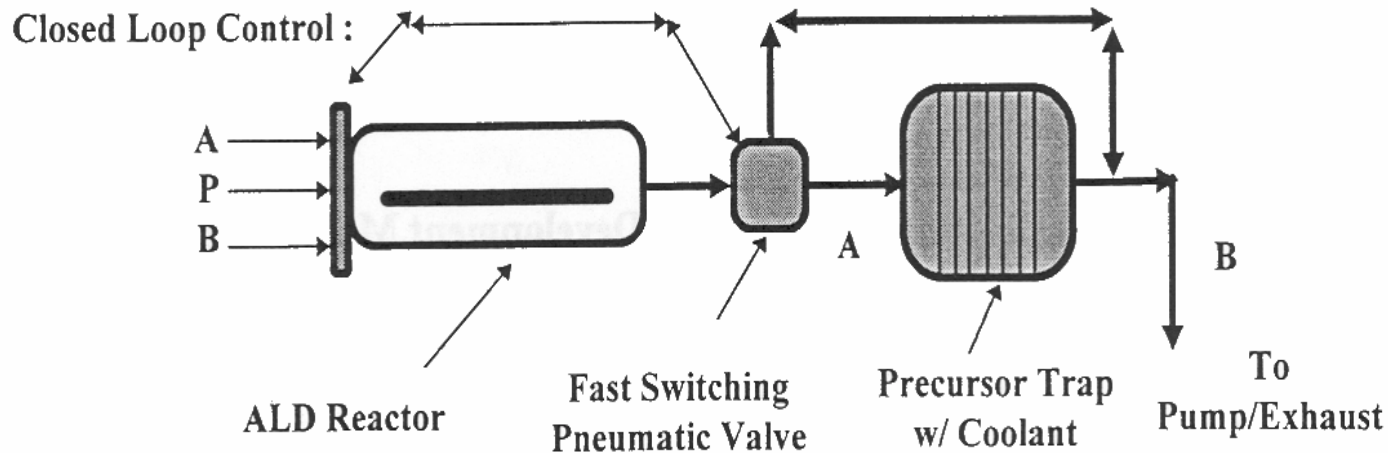 Closed Loop Control :
A
P
B
A
B
ALD Reactor
Fast Switching
Pneumatic Valve
Precursor Trap
w/ Coolant
To
Pump/Exhaust